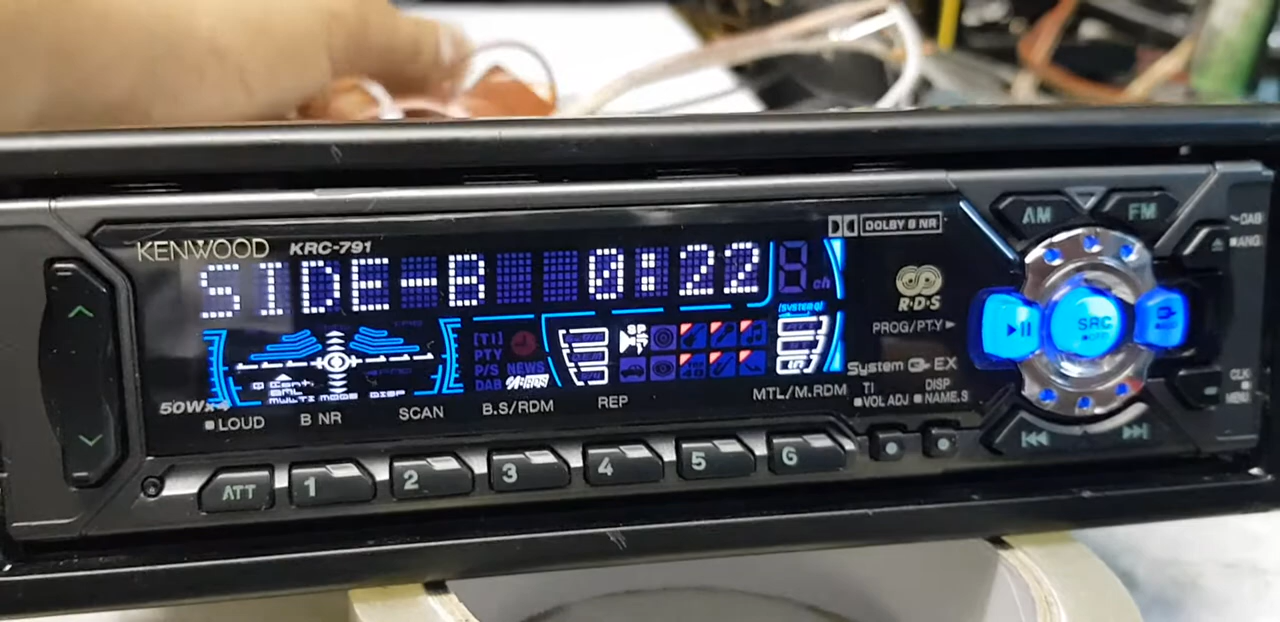 DOLBY B NR
KENWOOD KRC-791
SIDE-B 0:22
ch
AM FM
DAB
ANG
R·D·S
PROG/PTY
[TI]
PTY
P/S NEWS
DAB
[SYSTEM Q]
SRC
System Q EX
50W×4
LOUD B NR SCAN B.S/RDM REP MTL/M.RDM
TI DISP
VOL ADJ NAME.S
CLK
MENU
ATT 1 2 3 4 5 6